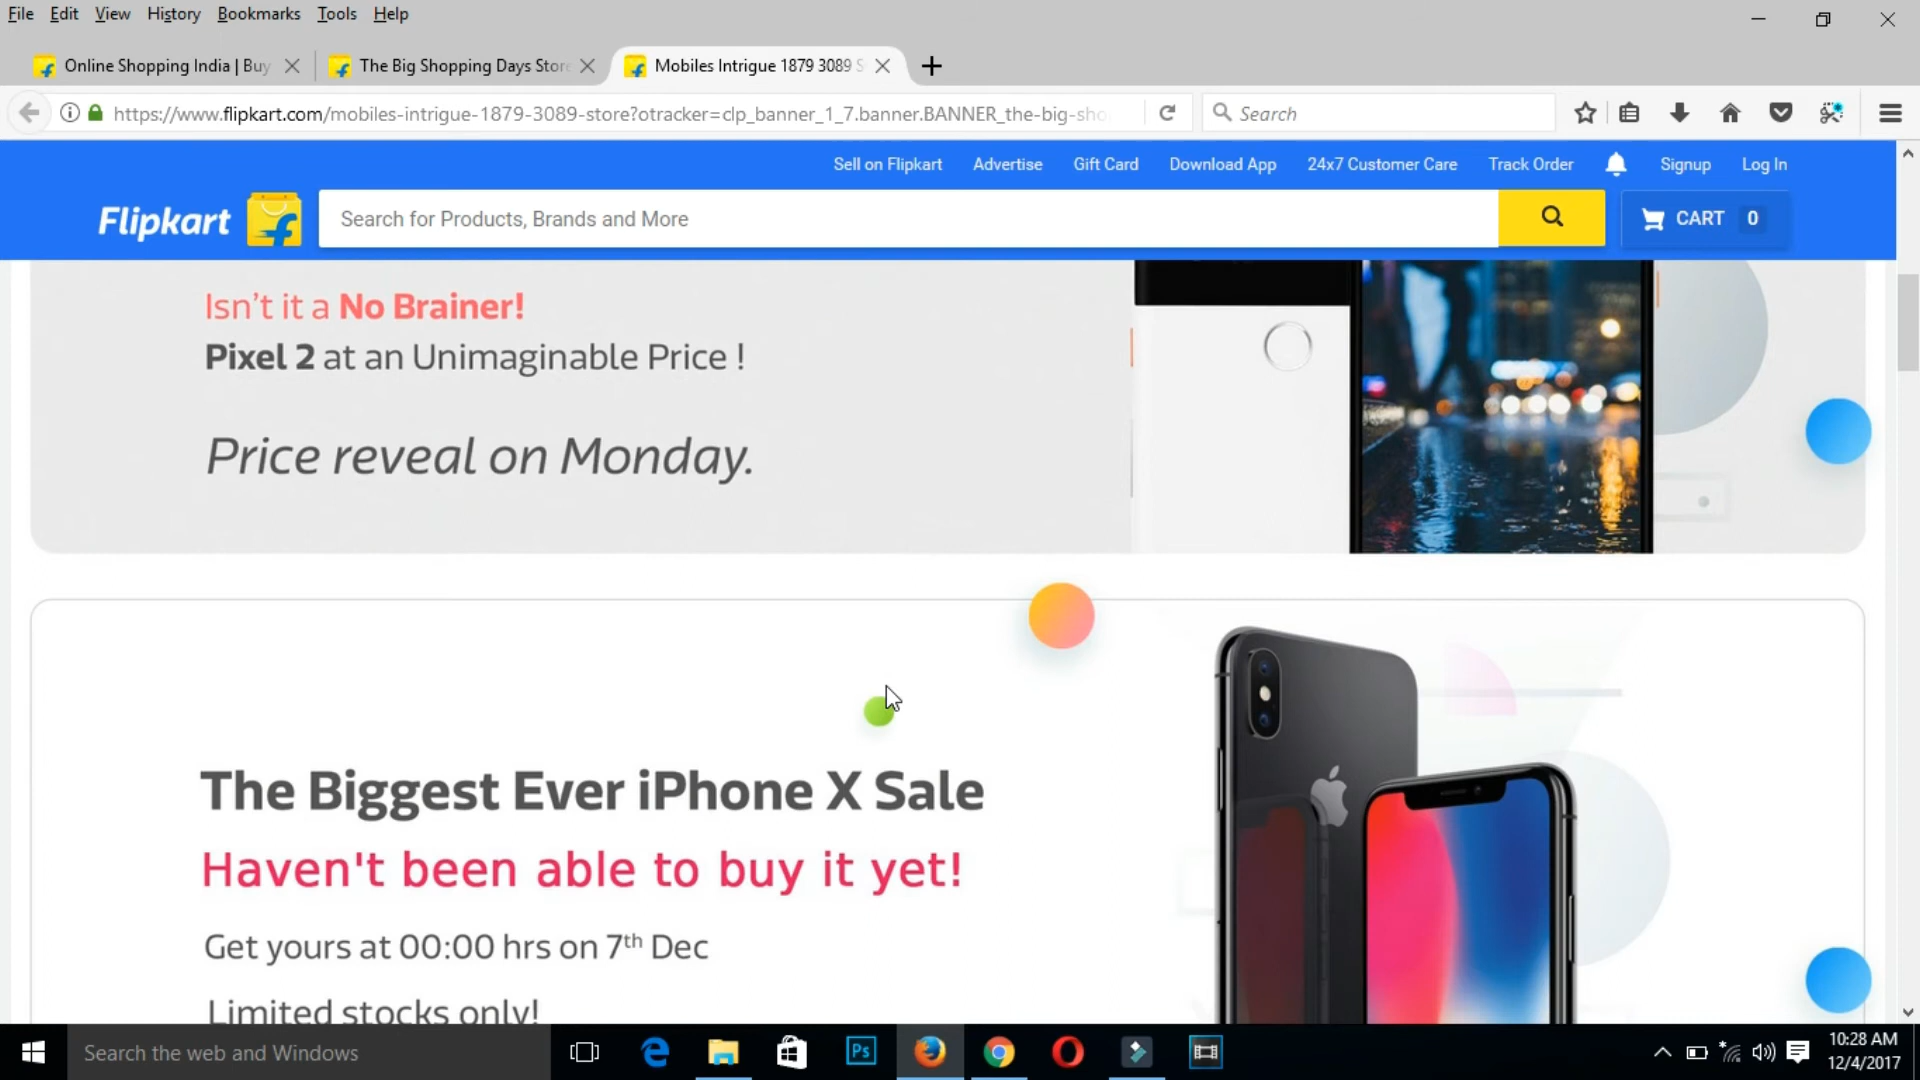 File Edit View History Bookmarks Tools Help
Online Shopping India | Buy
The Big Shopping Days Store
Mobiles Intrigue 1879 3089 S
https://www.flipkart.com/mobiles-intrigue-1879-3089-store?otracker=clp_banner_1_7.banner.BANNER_the-big-sho
Search
Sell on Flipkart Advertise Gift Card Download App 24x7 Customer Care Track Order Signup Log In
Flipkart
Search for Products, Brands and More
CART 0
Isn't it a No Brainer!
Pixel 2 at an Unimaginable Price !
Price reveal on Monday.
The Biggest Ever iPhone X Sale
Haven't been able to buy it yet!
Get yours at 00:00 hrs on 7th Dec
Limited stocks only!
Search the web and Windows
Ps
10:28 AM
12/4/2017